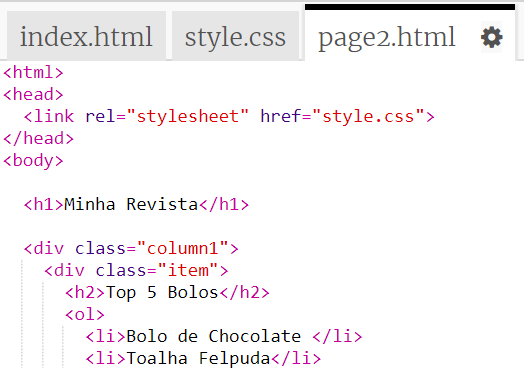 index.html style.css page2.html
<html>
<head>
  <link rel="stylesheet" href="style.css">
</head>
<body>
  <h1>Minha Revista</h1>
  <div class="column1">
    <div class="item">
      <h2>Top 5 Bolos</h2>
      <ol>
        <li>Bolo de Chocolate </li>
        <li>Toalha Felpuda</li>